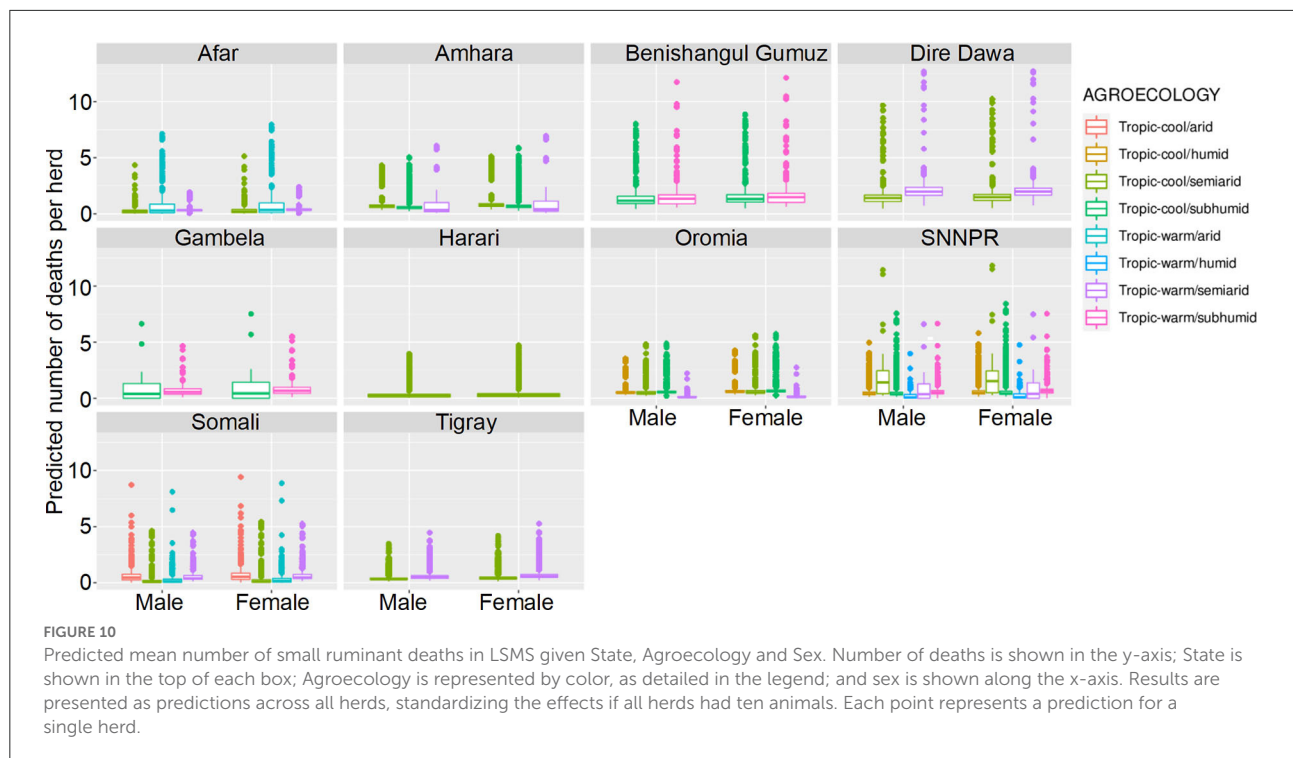 Afar
Amhara
Benishangul Gumuz
Dire Dawa
10
5
0
Gambela
Harari
Oromia
SNNPR
10
5
0
Male
Female
Male
Female
Somali
Tigray
10
5
0
Male
Female
Male
Female
Predicted number of deaths per herd
AGROECOLOGY
Tropic-cool/arid
Tropic-cool/humid
Tropic-cool/semiarid
Tropic-cool/subhumid
Tropic-warm/arid
Tropic-warm/humid
Tropic-warm/semiarid
Tropic-warm/subhumid
FIGURE 10
Predicted mean number of small ruminant deaths in LSMS given State, Agroecology and Sex. Number of deaths is shown in the y-axis; State is
shown in the top of each box; Agroecology is represented by color, as detailed in the legend; and sex is shown along the x-axis. Results are
presented as predictions across all herds, standardizing the effects if all herds had ten animals. Each point represents a prediction for a
single herd.